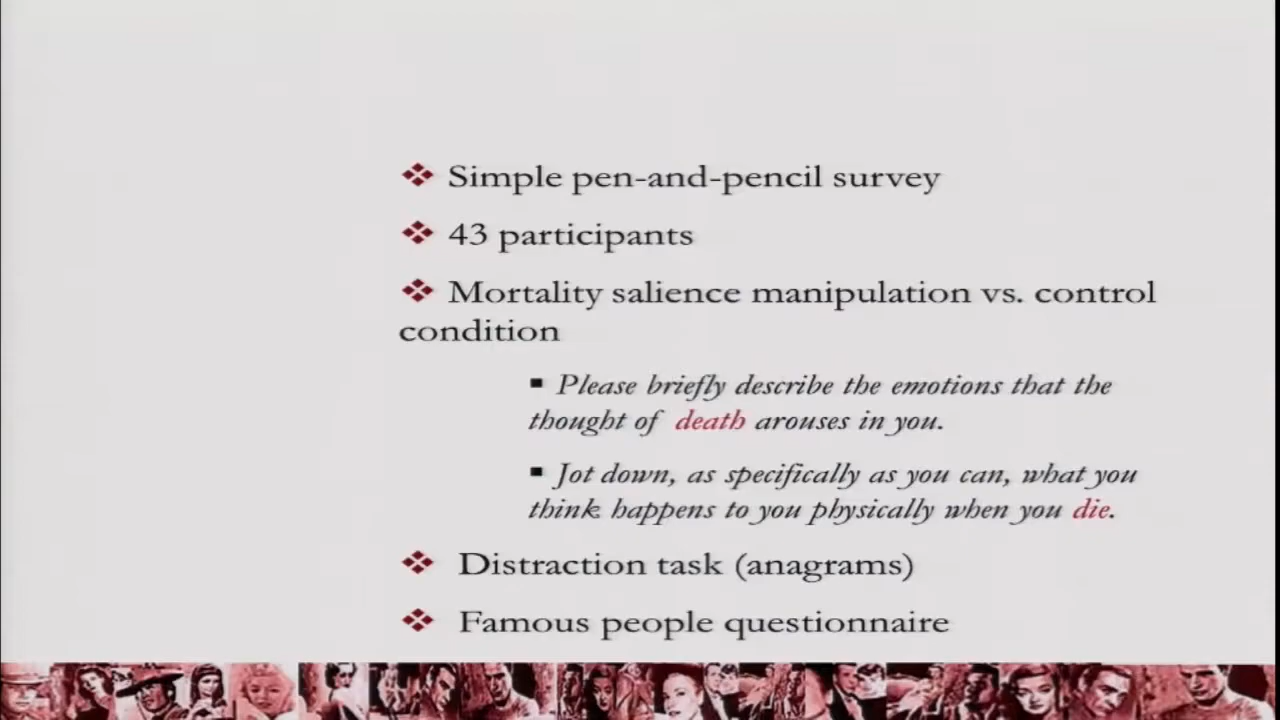 Simple pen-and-pencil survey
43 participants
Mortality salience manipulation vs. control
condition
Please briefly describe the emotions that the
thought of death arouses in you.
Jot down, as specifically as you can, what you
think happens to you physically when you die.
Distraction task (anagrams)
Famous people questionnaire